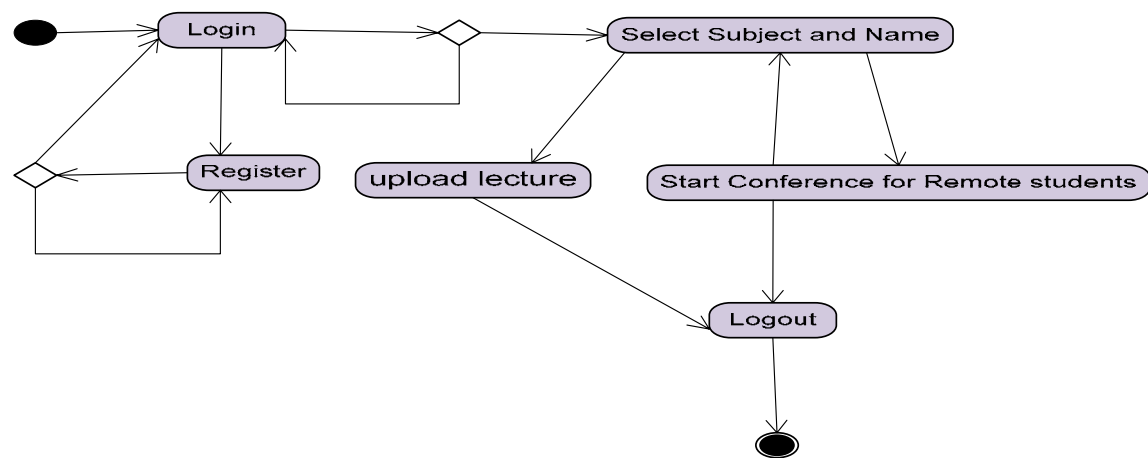 Login
Select Subject and Name
Register
upload lecture
Start Conference for Remote students
Logout